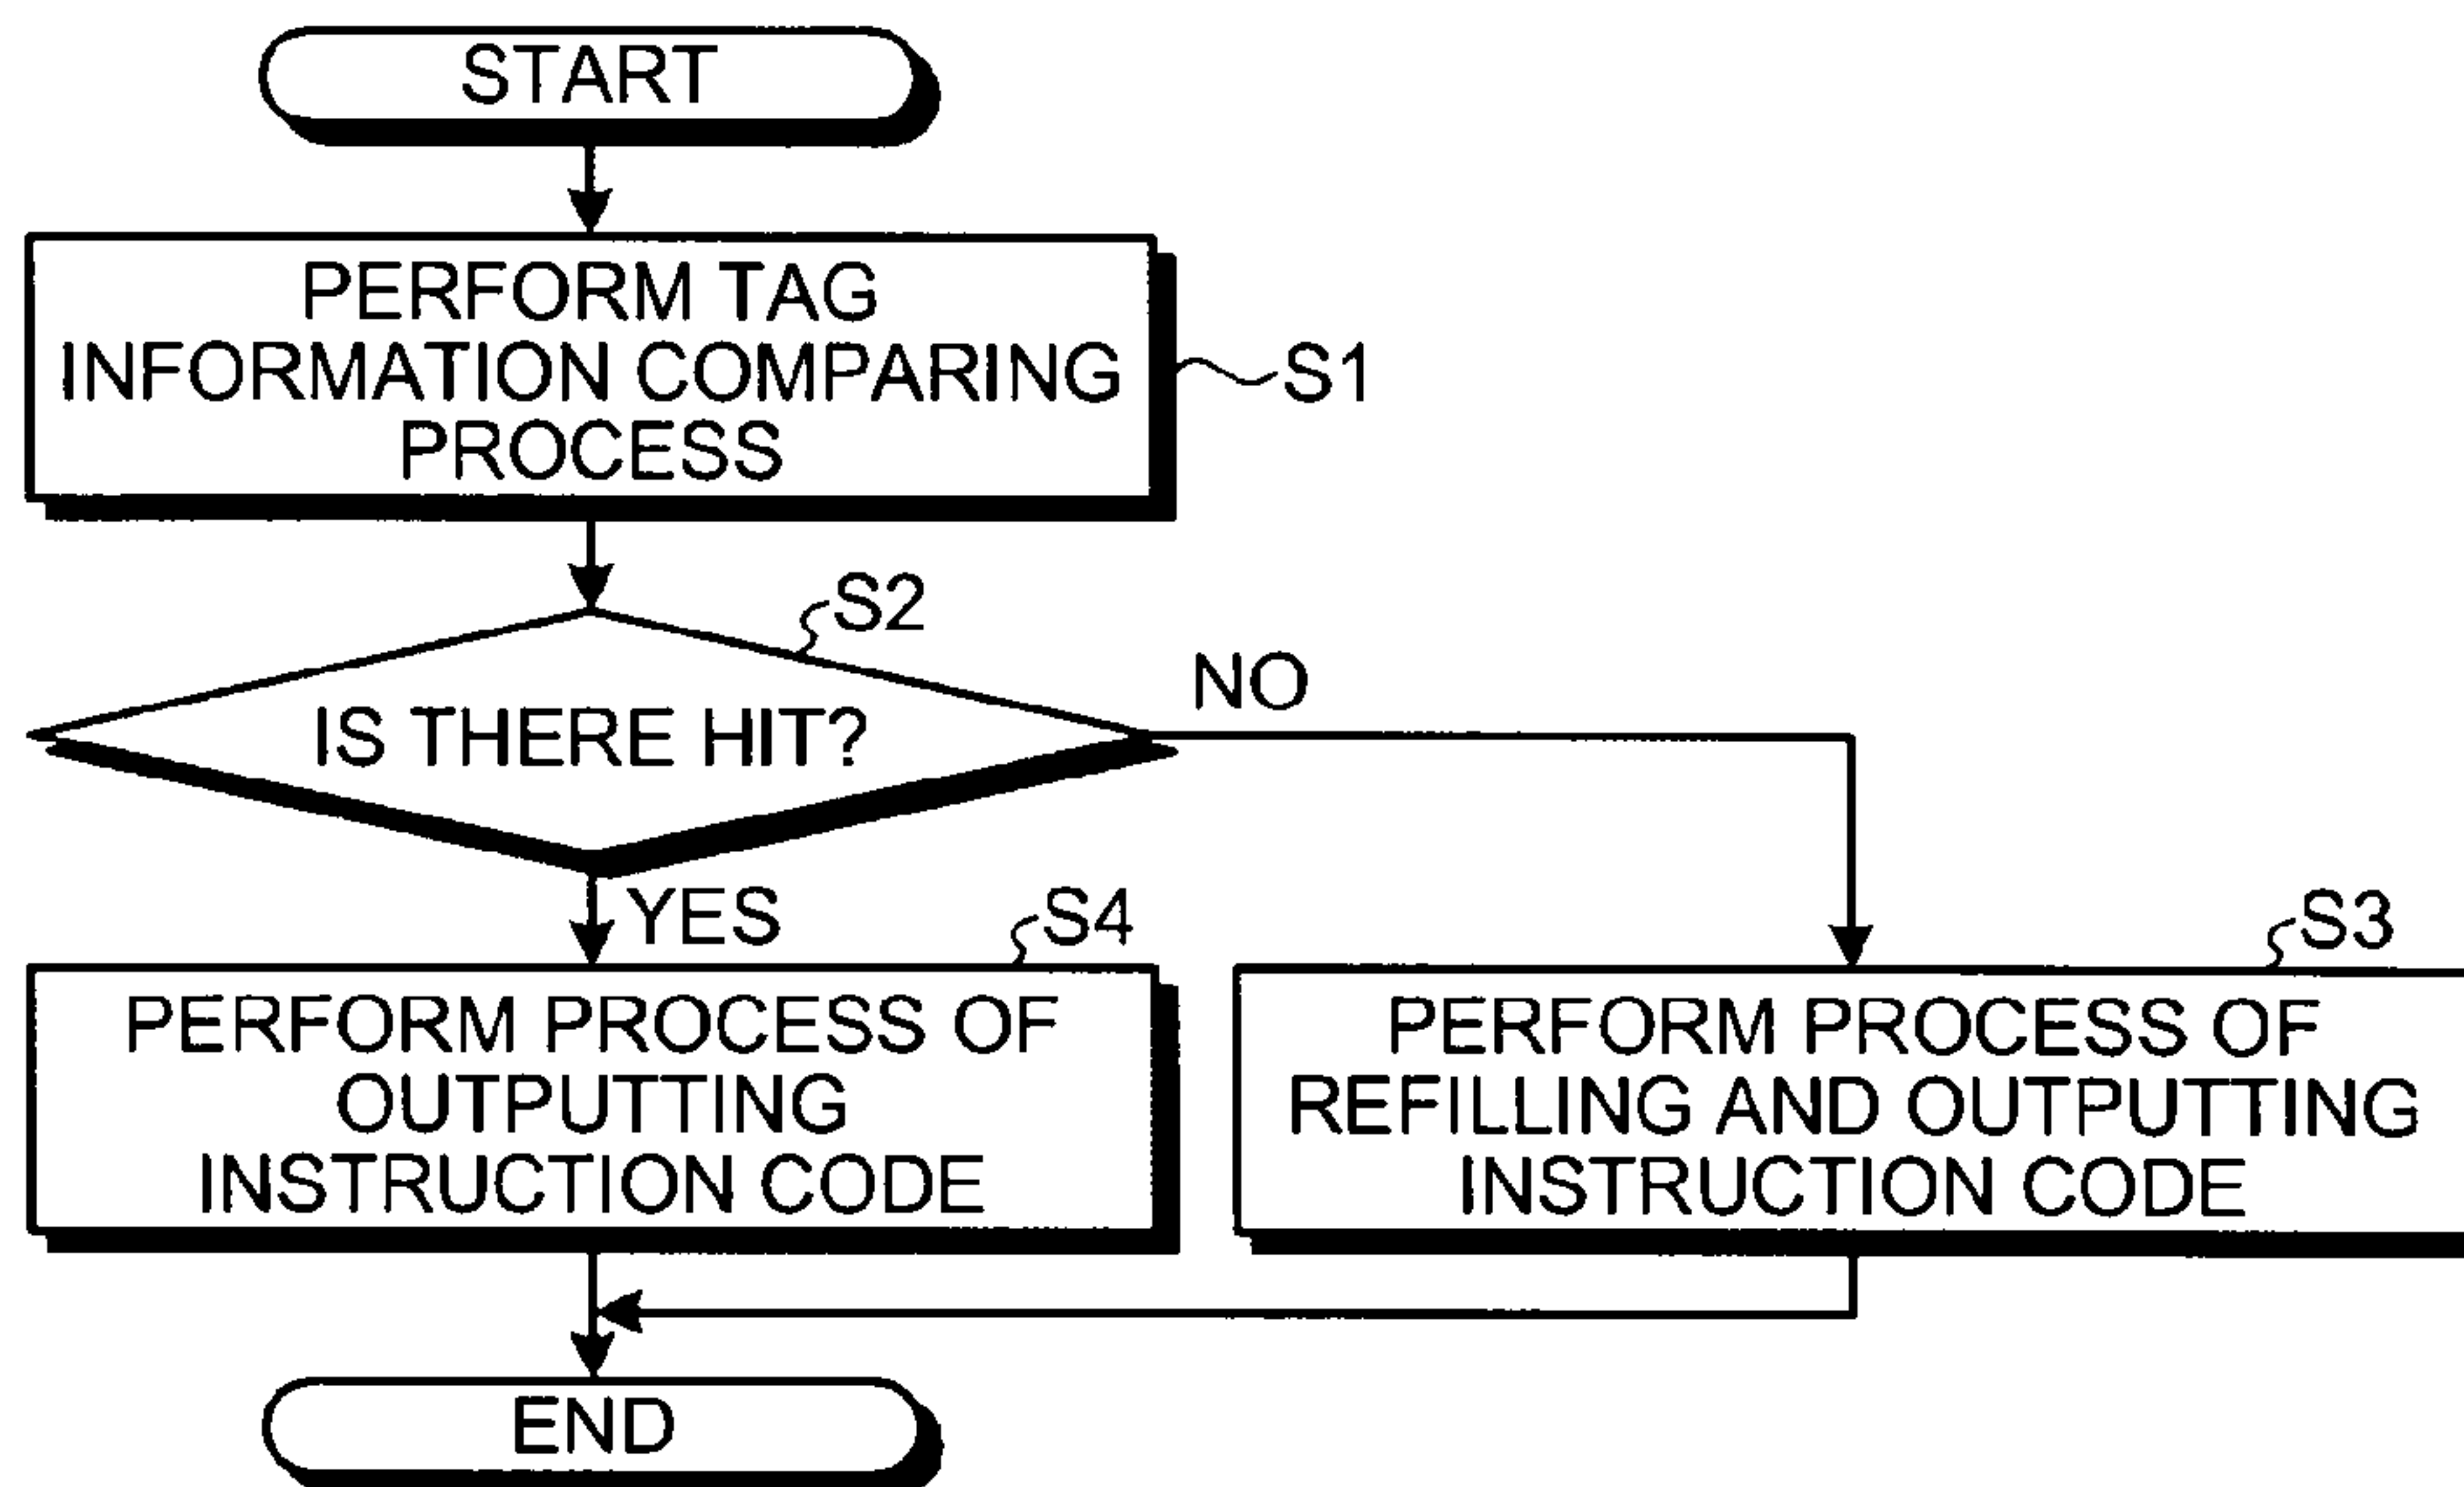 START
PERFORM TAG
INFORMATION COMPARING
PROCESS
S1
S2
IS THERE HIT?
NO
YES
S4
PERFORM PROCESS OF
OUTPUTTING
INSTRUCTION CODE
S3
PERFORM PROCESS OF
REFILLING AND OUTPUTTING
INSTRUCTION CODE
END